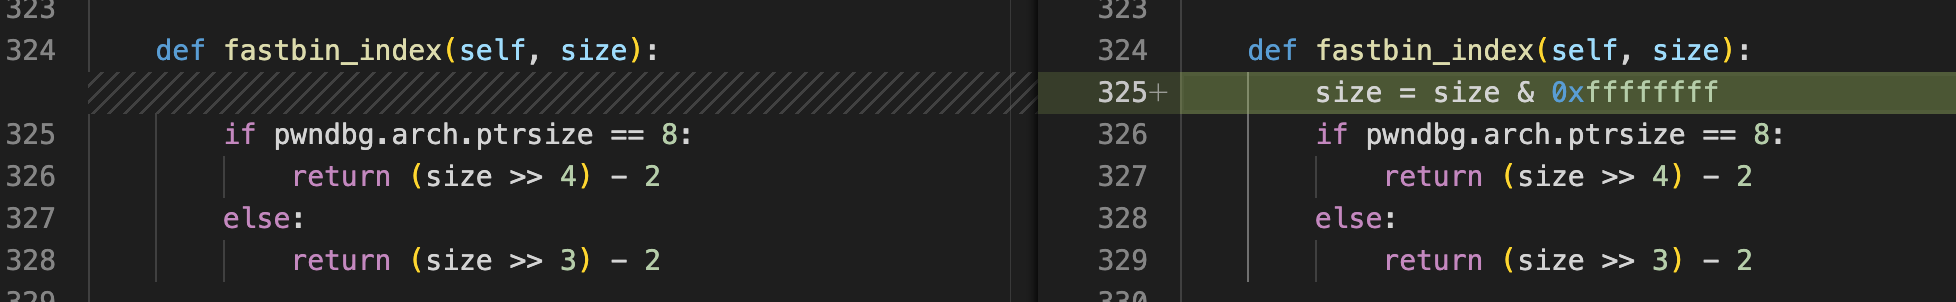 323
324 def fastbin_index(self, size):
325 if pwndbg.arch.ptrsize == 8:
326 return (size >> 4) - 2
327 else:
328 return (size >> 3) - 2
329
323
324 def fastbin_index(self, size):
325+ size = size & 0xffffffff
326 if pwndbg.arch.ptrsize == 8:
327 return (size >> 4) - 2
328 else:
329 return (size >> 3) - 2
330